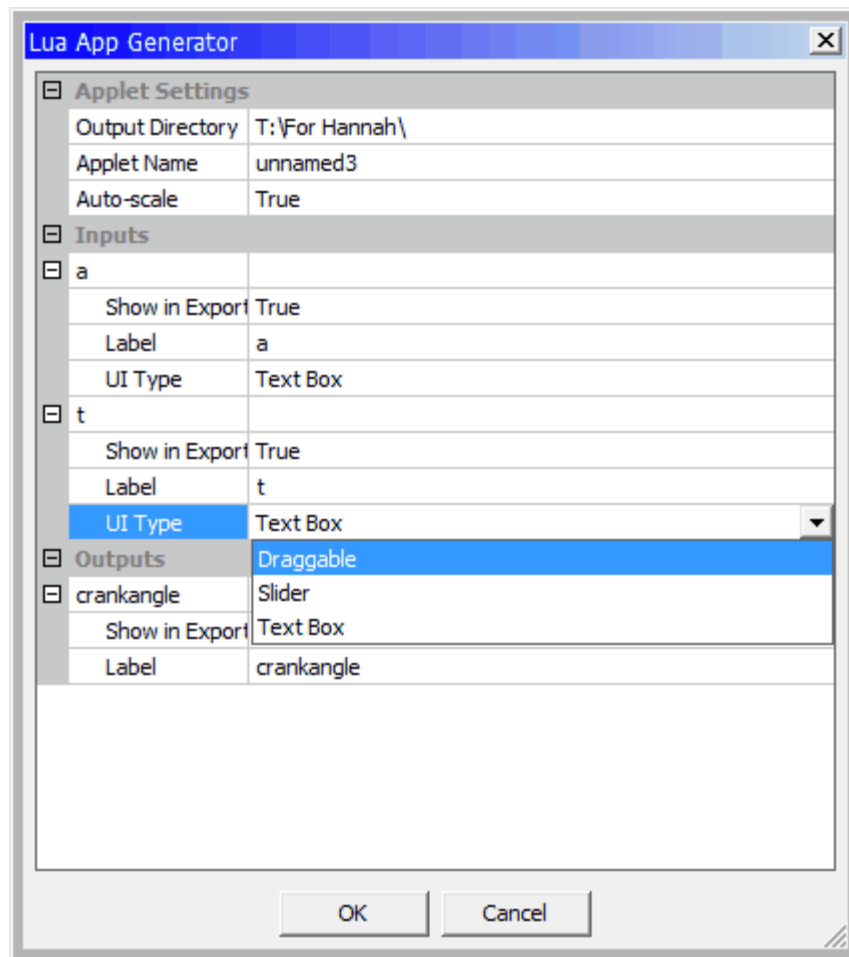 Lua App Generator
Applet Settings
Output Directory T:\For Hannah\
Applet Name unnamed3
Auto-scale True
Inputs
a
Show in Export True
Label a
UI Type Text Box
t
Show in Export True
Label t
UI Type Text Box
Outputs Draggable
crankangle Slider
Show in Export Text Box
Label crankangle
OK Cancel